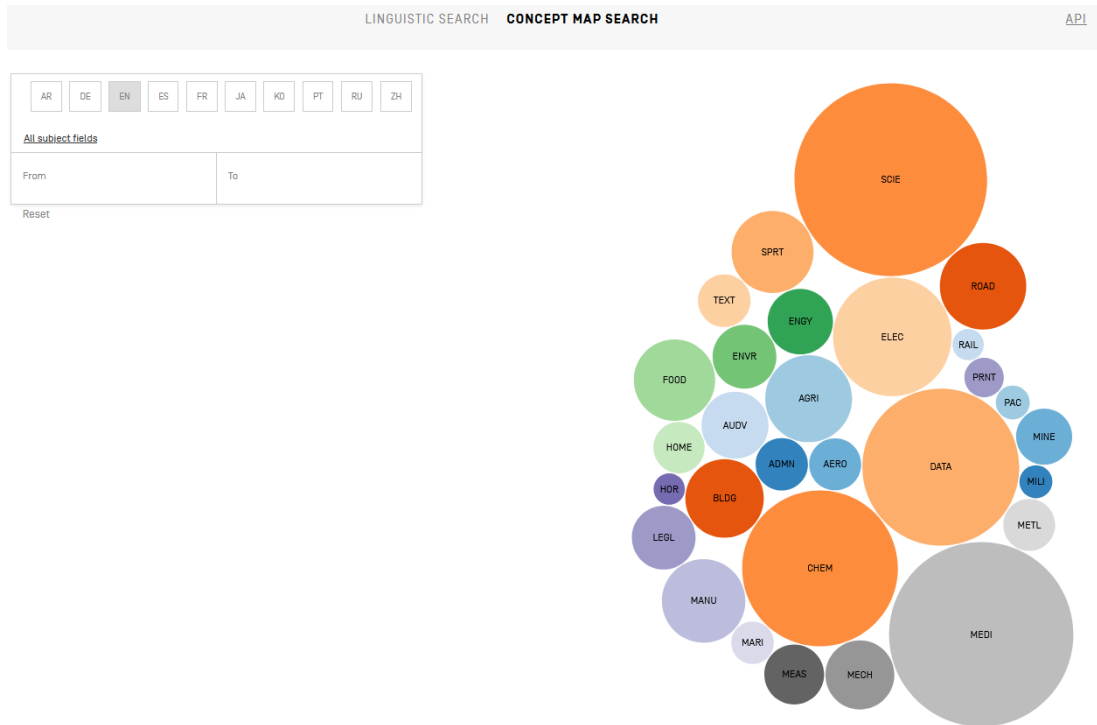 LINGUISTIC SEARCH CONCEPT MAP SEARCH API
AR DE EN ES FR JA KO PT RU ZH
All subject fields
From To
Reset
SCIE
SPRT
ROAD
TEXT
ENGY
ELEC
RAIL
ENVR
FOOD
PRNT
AGRI
PAC
AUDV
MINE
HOME
ADMN
AERO
DATA
MILI
HOR
BLDG
METL
LEGL
CHEM
MANU
MEDI
MARI
MEAS
MECH